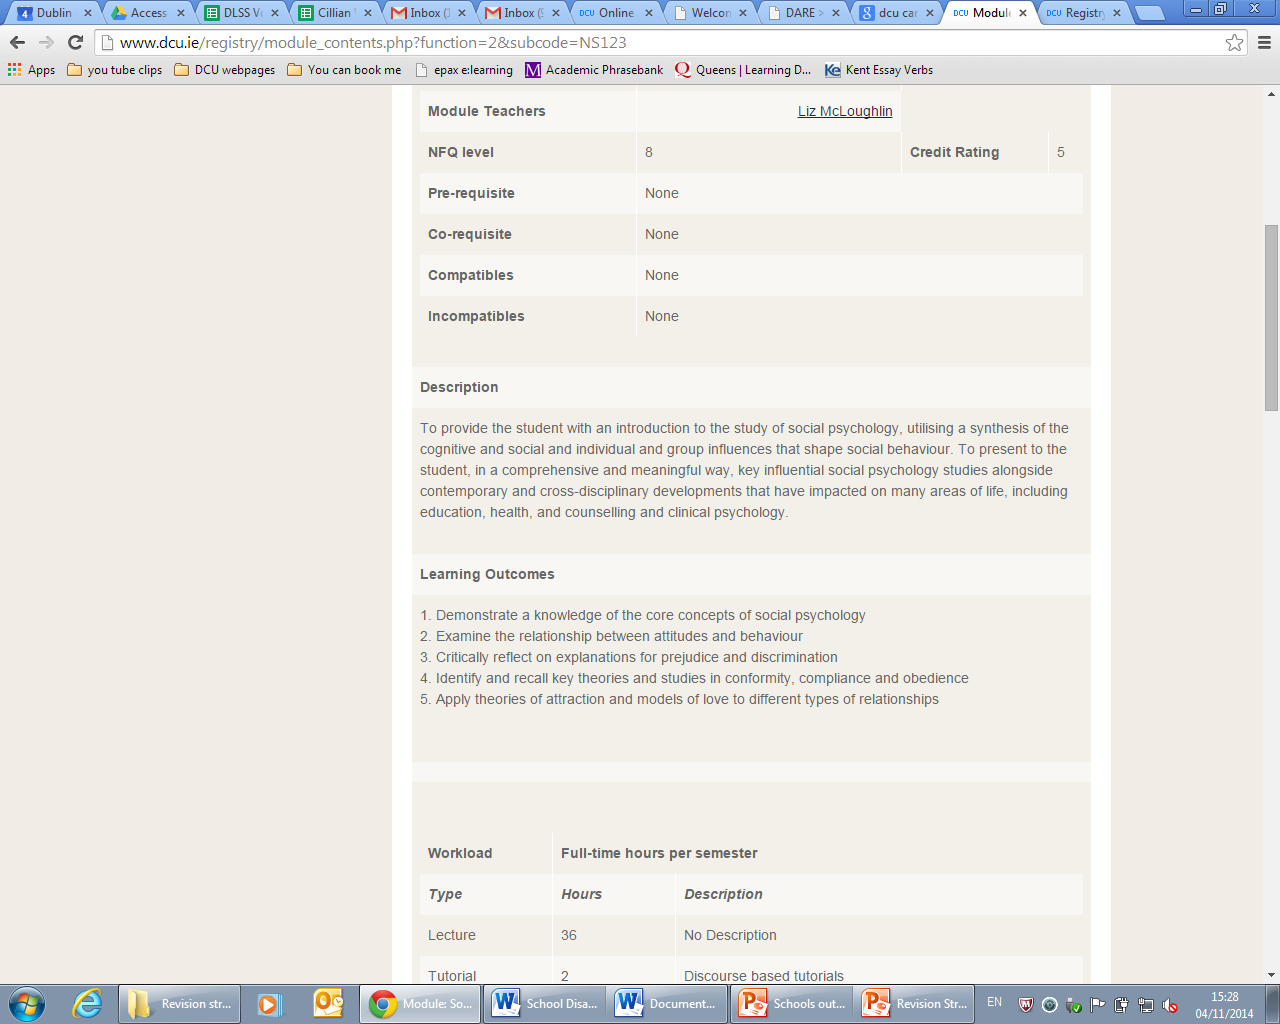 Dublin
Access
DLSS V
Cillian
Inbox (
Inbox (
DCU Online
Welcon
DARE >
dcu car
DCU Modul
DCU Registry
www.dcu.ie/registry/module_contents.php?function=2&subcode=NS123
Apps you tube clips DCU webpages You can book me epax e:learning Academic Phrasebank Queens | Learning D... Kent Essay Verbs
Module Teachers Liz McLoughlin
NFQ level 8 Credit Rating 5
Pre-requisite None
Co-requisite None
Compatibles None
Incompatibles None
Description
To provide the student with an introduction to the study of social psychology, utilising a synthesis of the
cognitive and social and individual and group influences that shape social behaviour. To present to the
student, in a comprehensive and meaningful way, key influential social psychology studies alongside
contemporary and cross-disciplinary developments that have impacted on many areas of life, including
education, health, and counselling and clinical psychology.
Learning Outcomes
1. Demonstrate a knowledge of the core concepts of social psychology
2. Examine the relationship between attitudes and behaviour
3. Critically reflect on explanations for prejudice and discrimination
4. Identify and recall key theories and studies in conformity, compliance and obedience
5. Apply theories of attraction and models of love to different types of relationships
Workload Full-time hours per semester
Type Hours Description
Lecture 36 No Description
Tutorial 2 Discourse based tutorials
Revision str...
Module: So...
School Disa...
Document...
Schools out...
Revision Str...
EN
15:28
04/11/2014